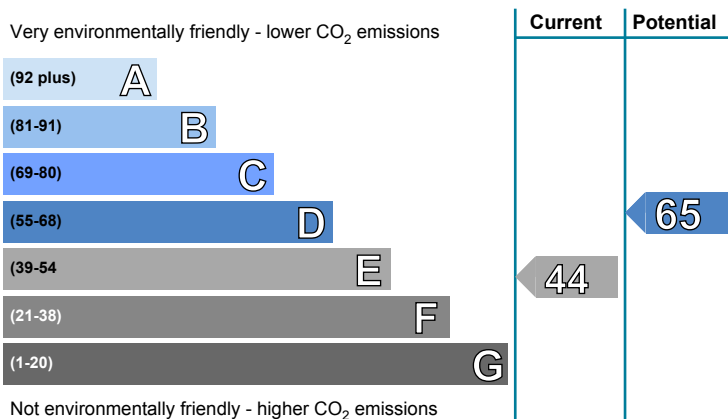 Very environmentally friendly - lower CO₂ emissions
Current
Potential
(92 plus) A
(81-91) B
(69-80) C
(55-68) D
65
(39-54 E
44
(21-38) F
(1-20) G
Not environmentally friendly - higher CO₂ emissions